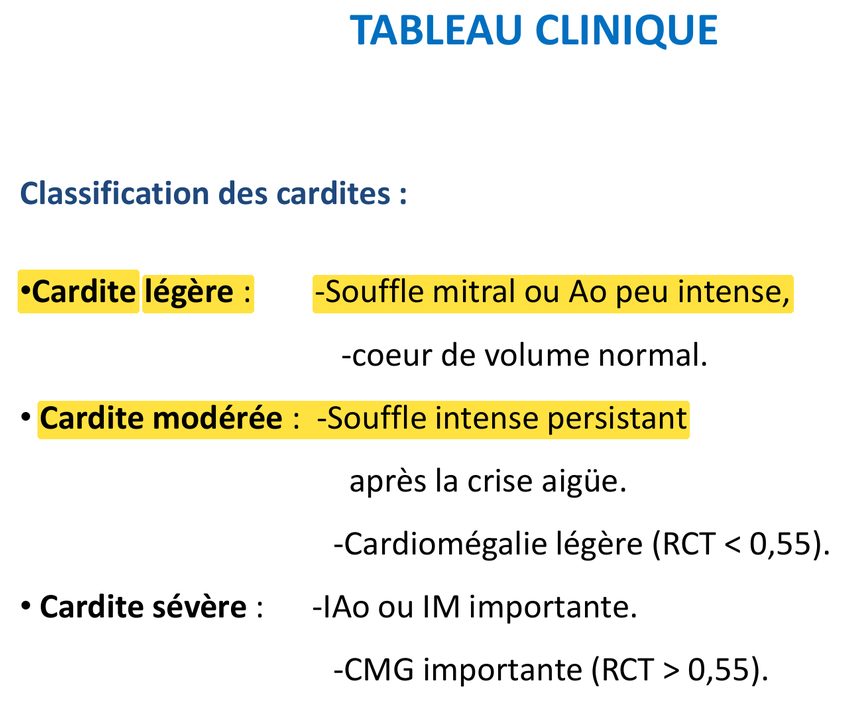 TABLEAU CLINIQUE
Classification des cardites :
•Cardite légère : -Souffle mitral ou Ao peu intense,
-coeur de volume normal.
• Cardite modérée : -Souffle intense persistant
après la crise aigüe.
-Cardiomégalie légère (RCT < 0,55).
• Cardite sévère : -IAo ou IM importante.
-CMG importante (RCT > 0,55).